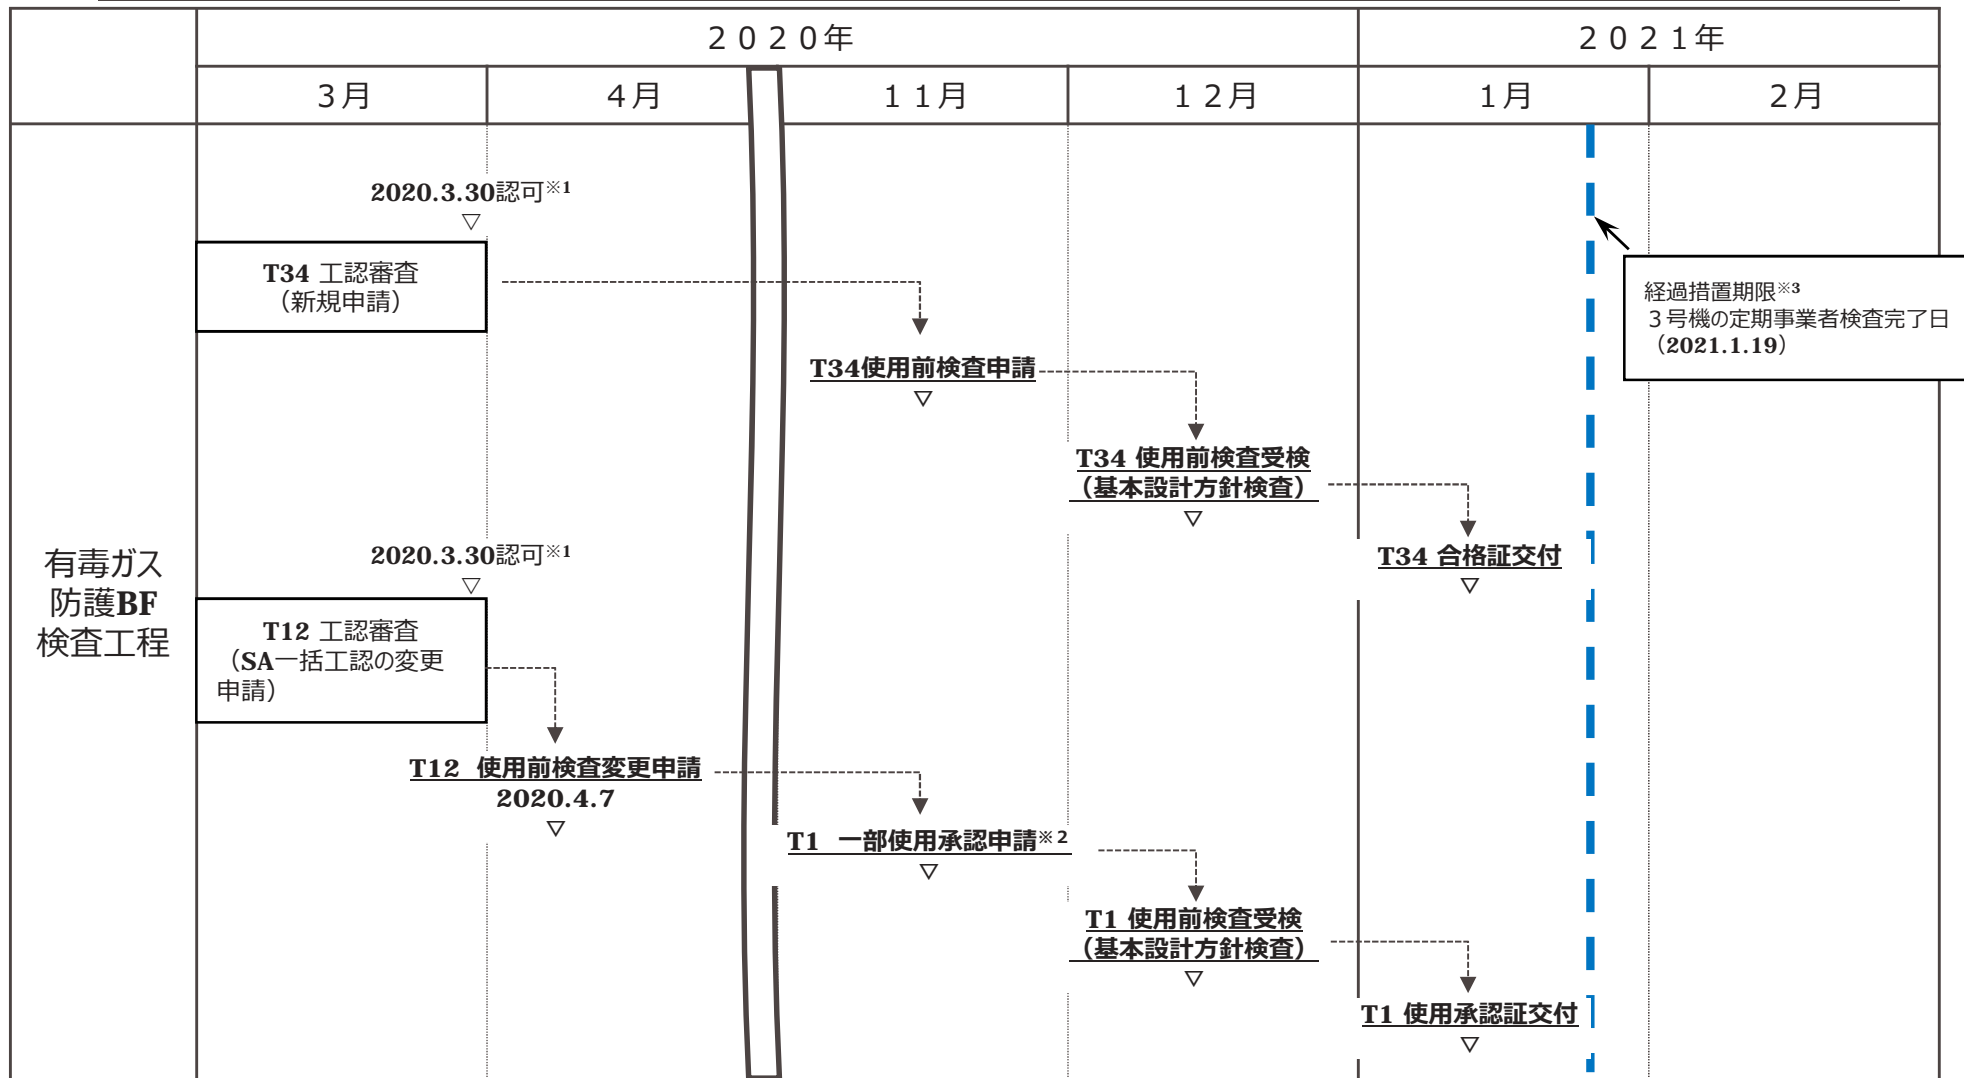 ２０２０年
２０２１年
３月
４月
１１月
１２月
１月
２月
有毒ガス
防護BF
検査工程
2020.3.30認可※1
▽
T34 工認審査
（新規申請）
経過措置期限※3
３号機の定期事業者検査完了日
（2021.1.19）
T34使用前検査申請
▽
T34 使用前検査受検
（基本設計方針検査）
▽
T34 合格証交付
▽
2020.3.30認可※1
▽
T12 工認審査
（SA一括工認の変更
申請）
T12 使用前検査変更申請
2020.4.7
▽
T1 一部使用承認申請※２
▽
T1 使用前検査受検
（基本設計方針検査）
▽
T1 使用承認証交付
▽